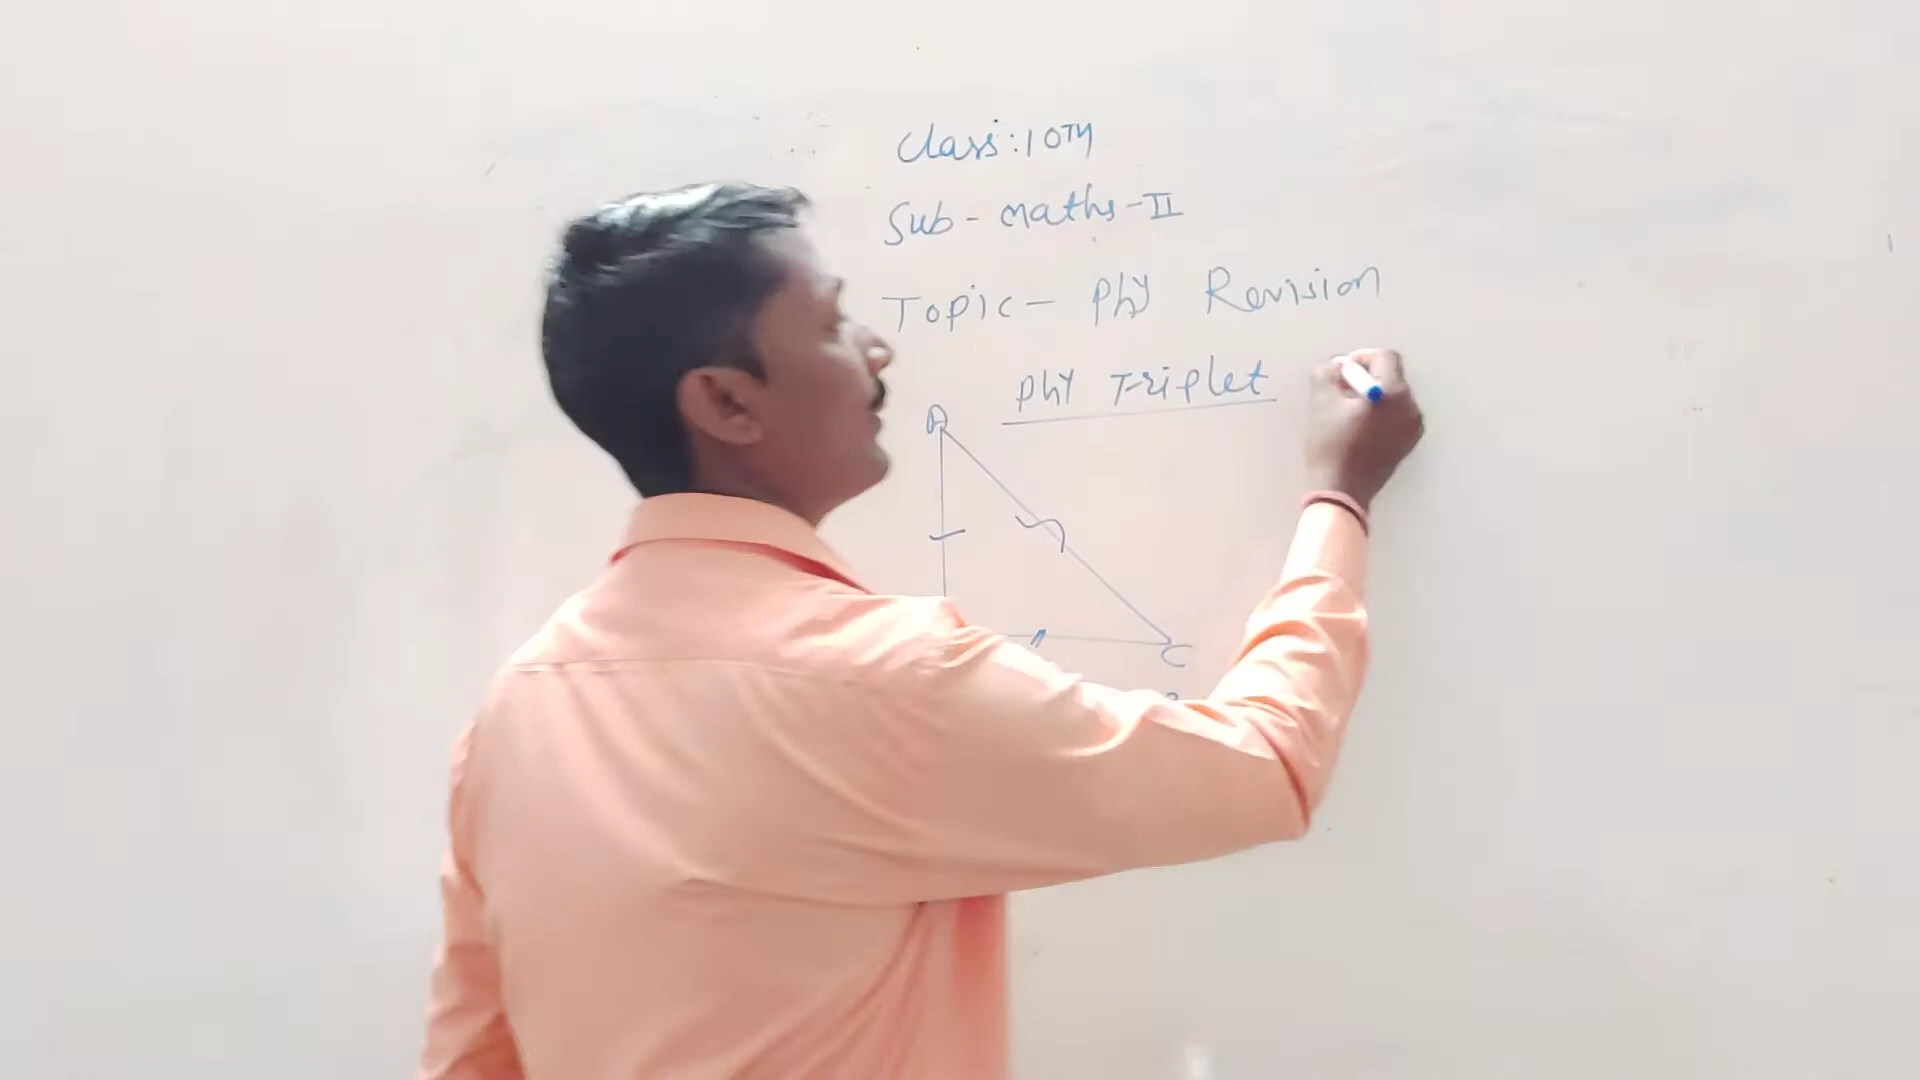 Class: 10TH
Sub - maths - II
Topic - Phy Revision
PhY Triplet
A
C